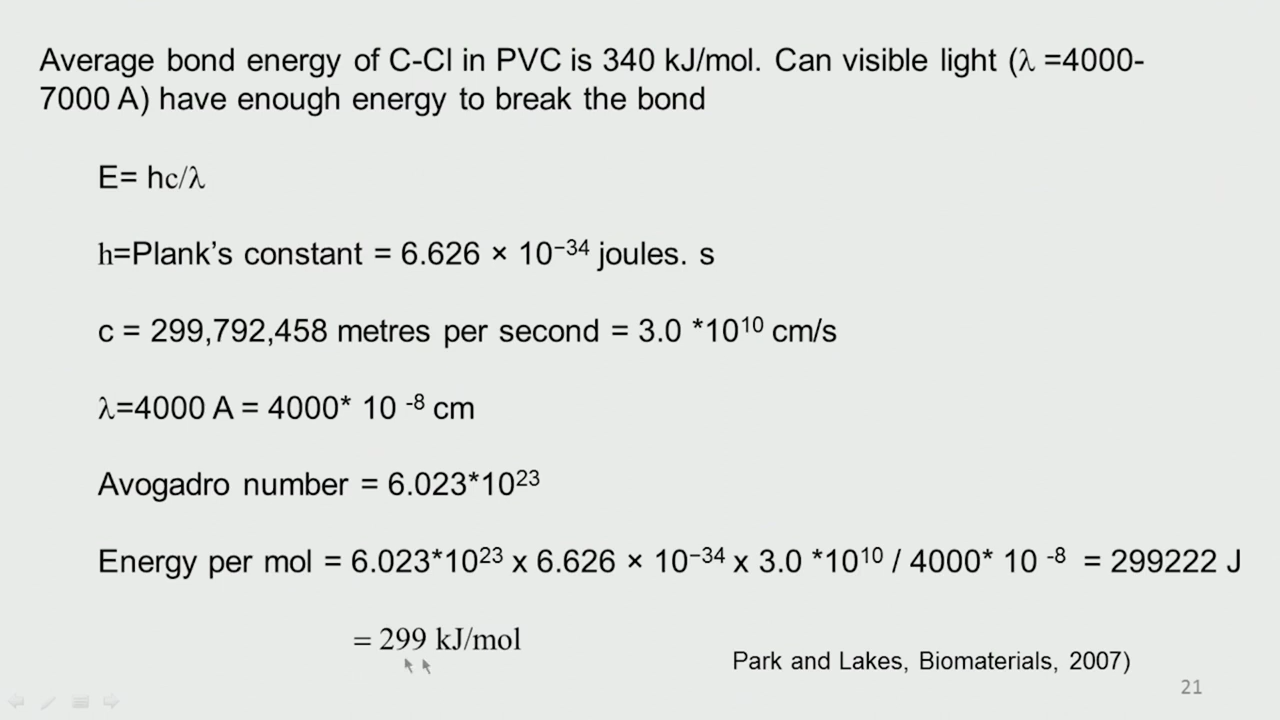 Average bond energy of C-Cl in PVC is 340 kJ/mol. Can visible light (λ =4000-
7000 A) have enough energy to break the bond
E= hc/λ
h=Plank’s constant = 6.626 × 10⁻³⁴ joules. s
c = 299,792,458 metres per second = 3.0 *10¹⁰ cm/s
λ=4000 A = 4000* 10 ⁻⁸ cm
Avogadro number = 6.023*10²³
Energy per mol = 6.023*10²³ x 6.626 × 10⁻³⁴ x 3.0 *10¹⁰ / 4000* 10 ⁻⁸ = 299222 J
= 299 kJ/mol
Park and Lakes, Biomaterials, 2007)
21